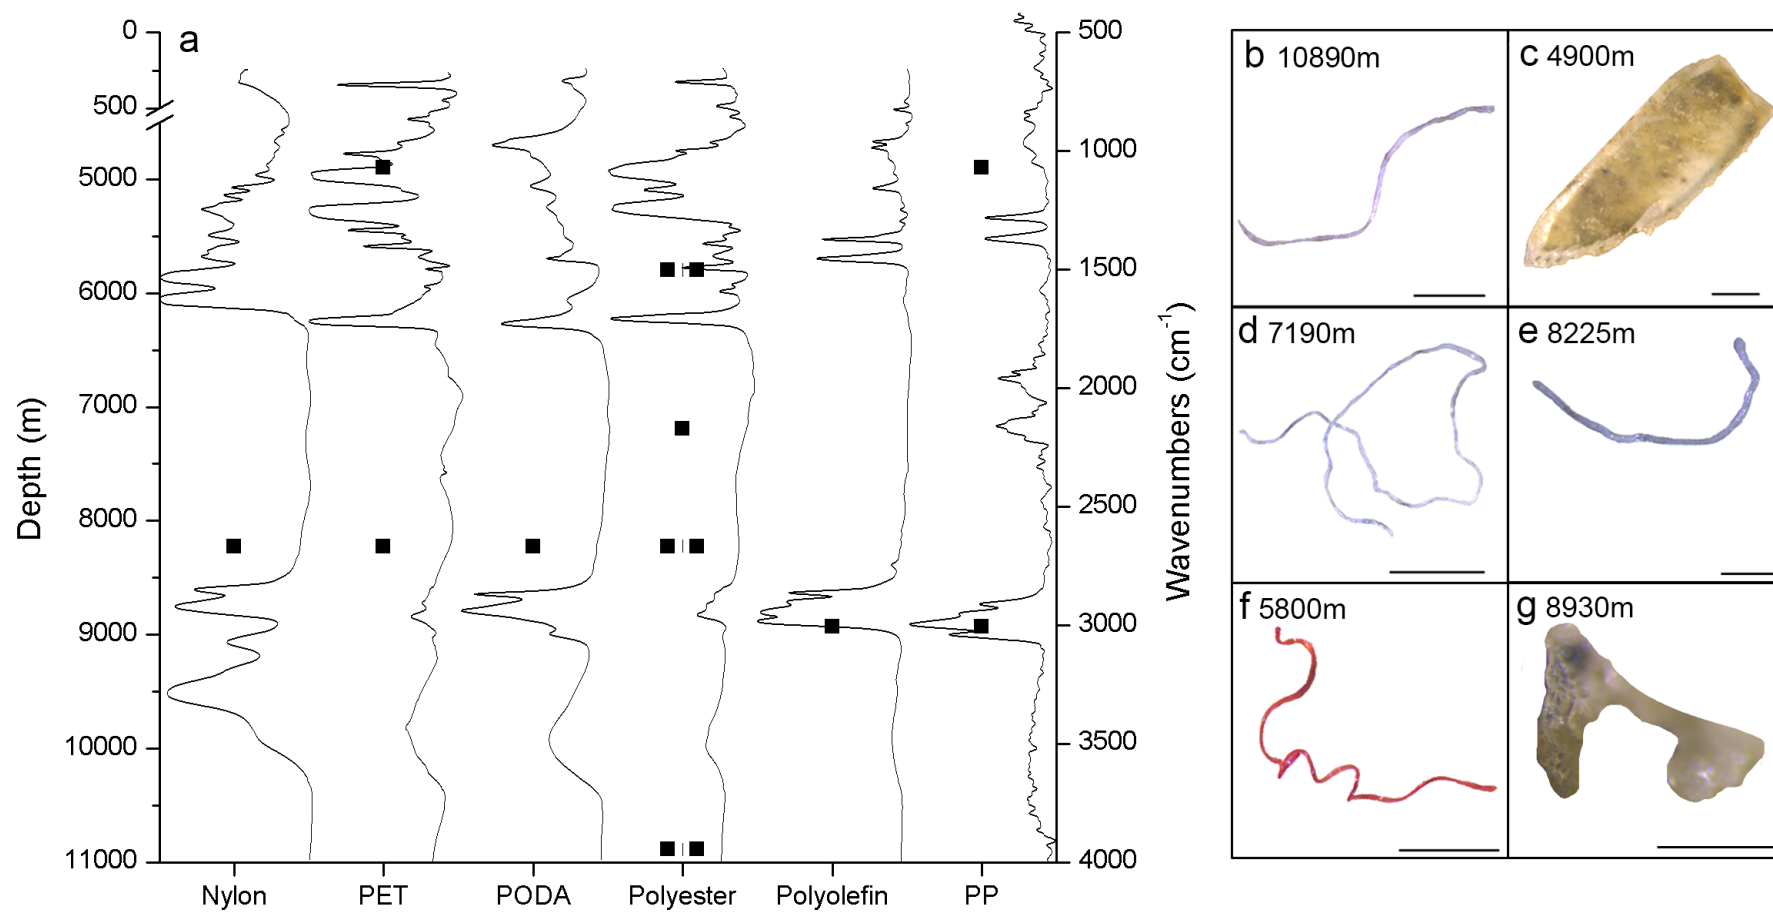 a
0
500
5000
6000
7000
8000
9000
10000
11000
Depth (m)
Nylon
PET
PODA
Polyester
Polyolefin
PP
500
1000
1500
2000
2500
3000
3500
4000
Wavenumbers (cm⁻¹)
b 10890m
c 4900m
d 7190m
e 8225m
f 5800m
g 8930m